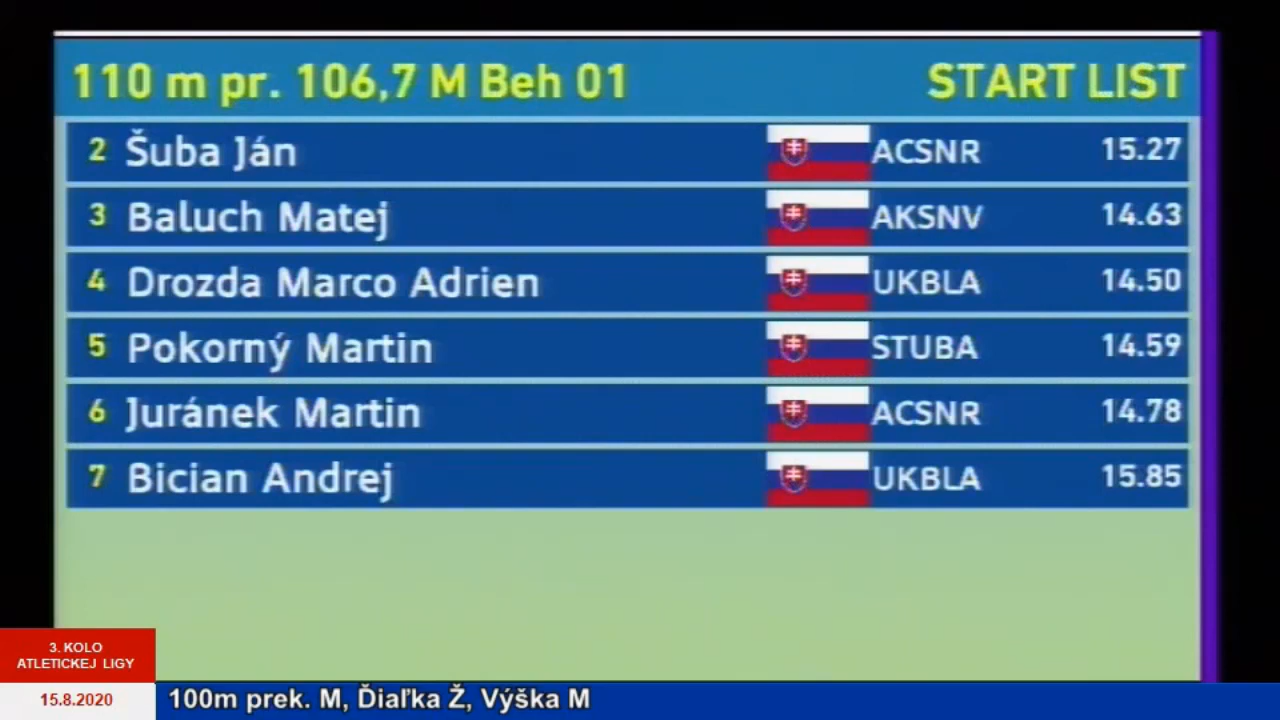 110 m pr. 106,7 M Beh 01 START LIST
2 Šuba Ján ACSNR 15.27
3 Baluch Matej AKSNV 14.63
4 Drozda Marco Adrien UKBLA 14.50
5 Pokorný Martin STUBA 14.59
6 Juránek Martin ACSNR 14.78
7 Bician Andrej UKBLA 15.85
3. KOLO
ATLETICKEJ LIGY
15.8.2020 100m prek. M, Ďiaľka Ž, Výška M